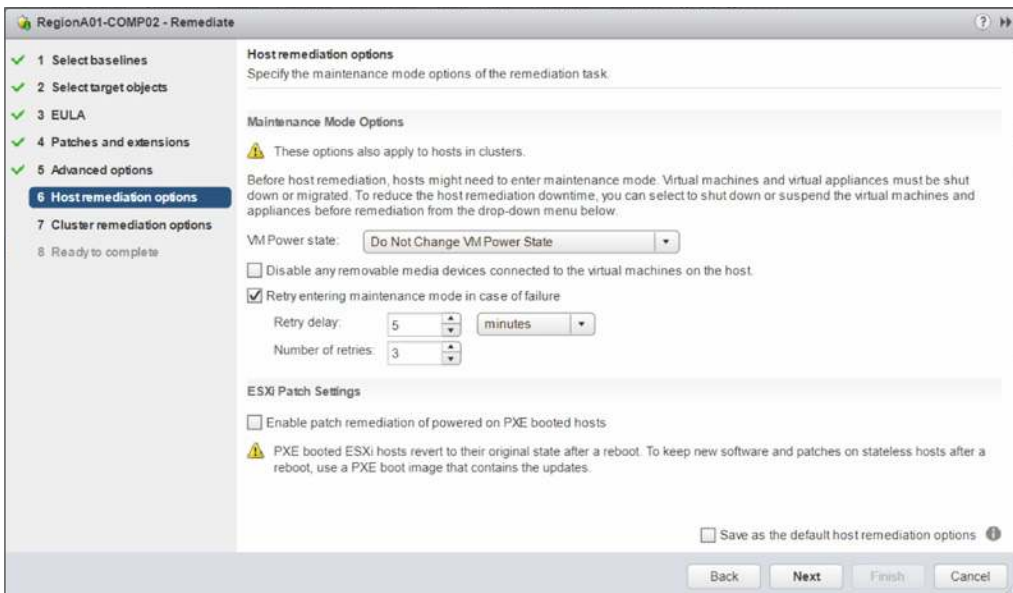 RegionA01-COMP02 - Remediate
1 Select baselines
2 Select target objects
3 EULA
4 Patches and extensions
5 Advanced options
6 Host remediation options
7 Cluster remediation options
8 Ready to complete
Host remediation options
Specify the maintenance mode options of the remediation task.
Maintenance Mode Options
These options also apply to hosts in clusters.
Before host remediation, hosts might need to enter maintenance mode. Virtual machines and virtual appliances must be shut
down or migrated. To reduce the host remediation downtime, you can select to shut down or suspend the virtual machines and
appliances before remediation from the drop-down menu below.
VM Power state: Do Not Change VM Power State
Disable any removable media devices connected to the virtual machines on the host.
Retry entering maintenance mode in case of failure
Retry delay: 5 minutes
Number of retries: 3
ESXi Patch Settings
Enable patch remediation of powered on PXE booted hosts
PXE booted ESXi hosts revert to their original state after a reboot. To keep new software and patches on stateless hosts after a
reboot, use a PXE boot image that contains the updates.
Save as the default host remediation options
Back Next Finish Cancel